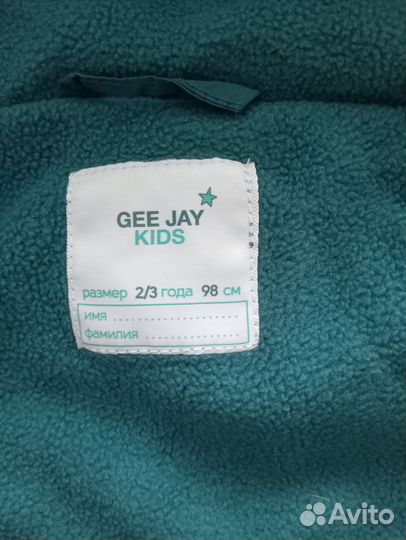 GEE JAY
KIDS
размер 2/3 года 98 см
имя
фамилия
Avito